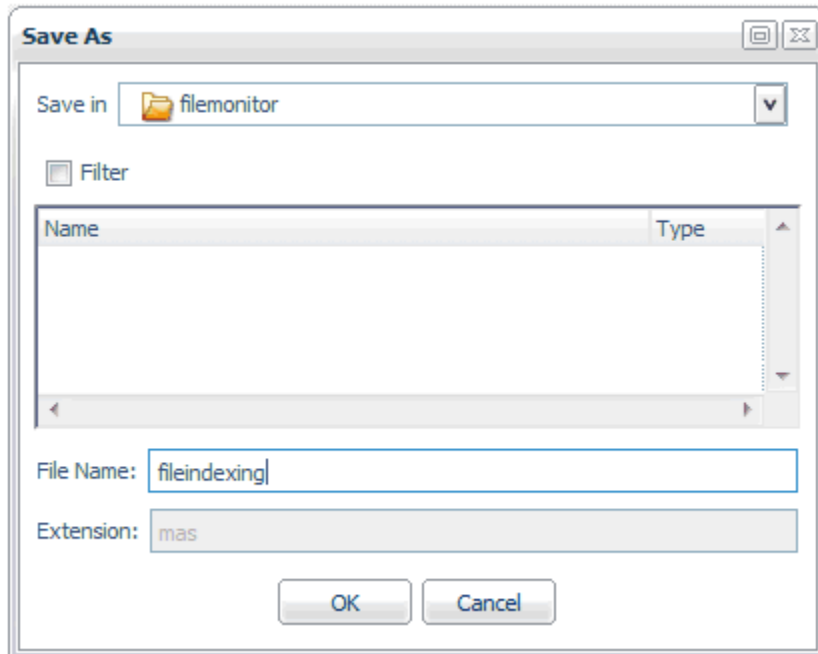 Save As
Save in filemonitor
Filter
Name Type
File Name: fileindexing
Extension: mas
OK Cancel